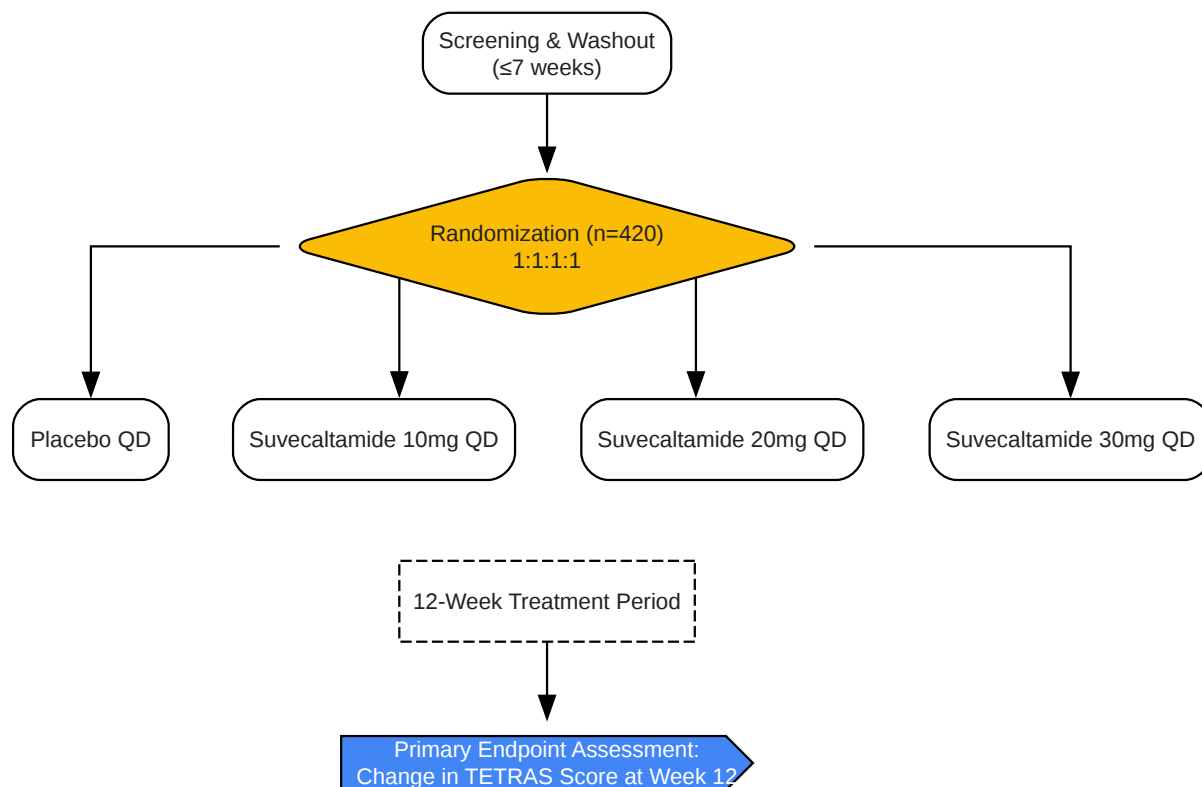 Screening & Washout
(≤7 weeks)
Randomization (n=420)
1:1:1:1
Placebo QD
Suvecaltamide 10mg QD
Suvecaltamide 20mg QD
Suvecaltamide 30mg QD
12-Week Treatment Period
Primary Endpoint Assessment:
Change in TETRAS Score at Week 12